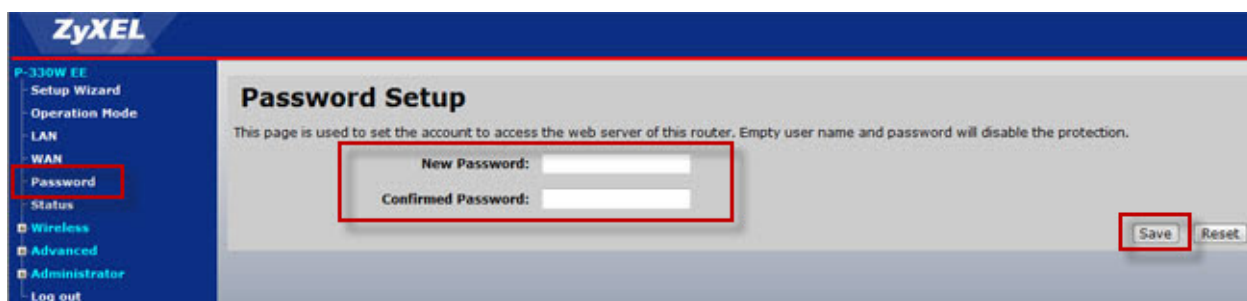 ZyXEL
P-330W EE
Setup Wizard
Operation Mode
LAN
WAN
Password
Status
Wireless
Advanced
Administrator
Log out
Password Setup
This page is used to set the account to access the web server of this router. Empty user name and password will disable the protection.
New Password:
Confirmed Password:
Save
Reset